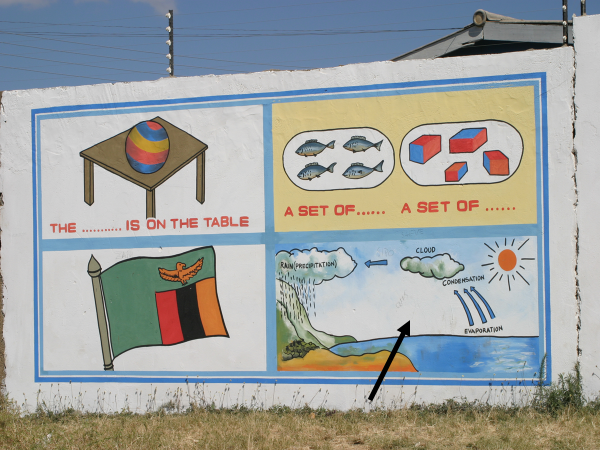 THE ........... IS ON THE TABLE
A SET OF...... A SET OF ......
RAIN(PRECIPITATION)
CLOUD
CONDENSATION
EVAPORATION